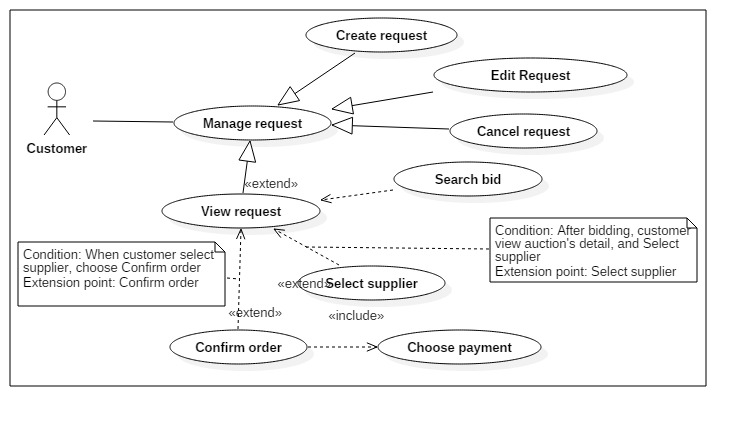 Create request
Edit Request
Manage request
Cancel request
Customer
Search bid
«extend»
View request
Condition: After bidding, customer
view auction's detail, and Select
supplier
Extension point: Select supplier
Condition: When customer select
supplier, choose Confirm order
Extension point: Confirm order
«extend»
Select supplier
«extend»
«include»
Confirm order
Choose payment